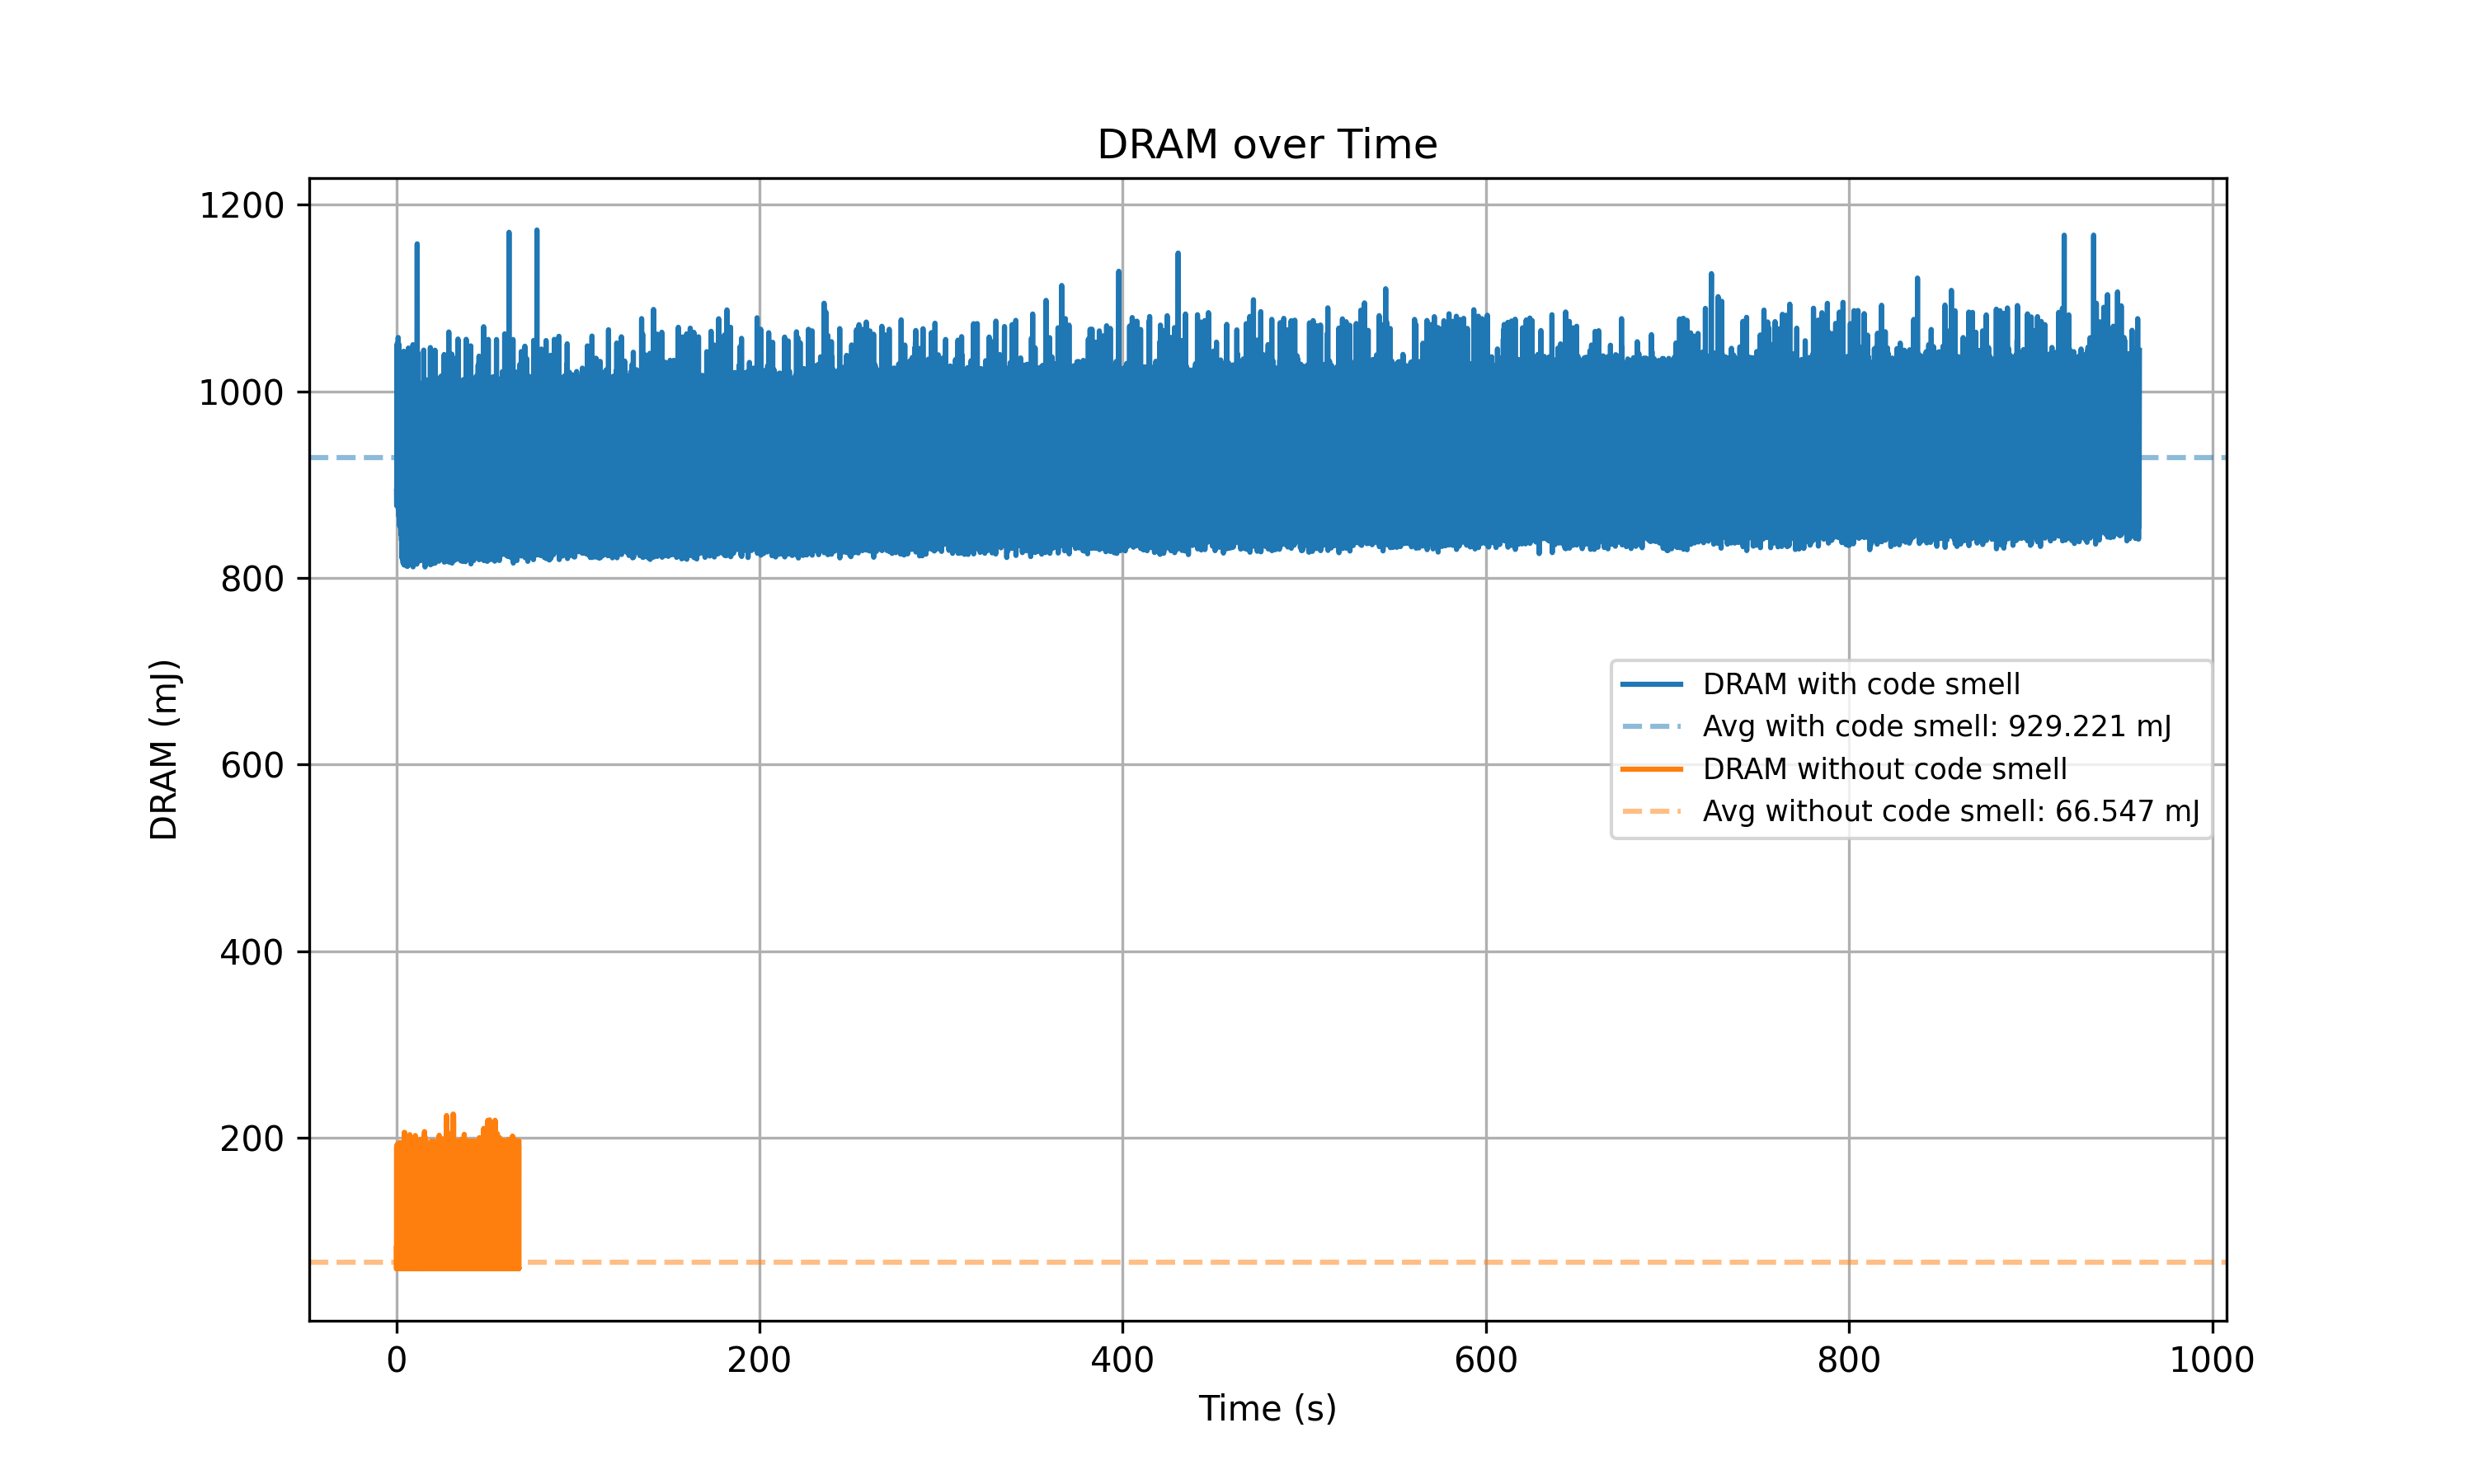 DRAM over Time
1200
1000
800
600
400
200
DRAM (mJ)
DRAM with code smell
Avg with code smell: 929.221 mJ
DRAM without code smell
Avg without code smell: 66.547 mJ
0 200 400 600 800 1000
Time (s)